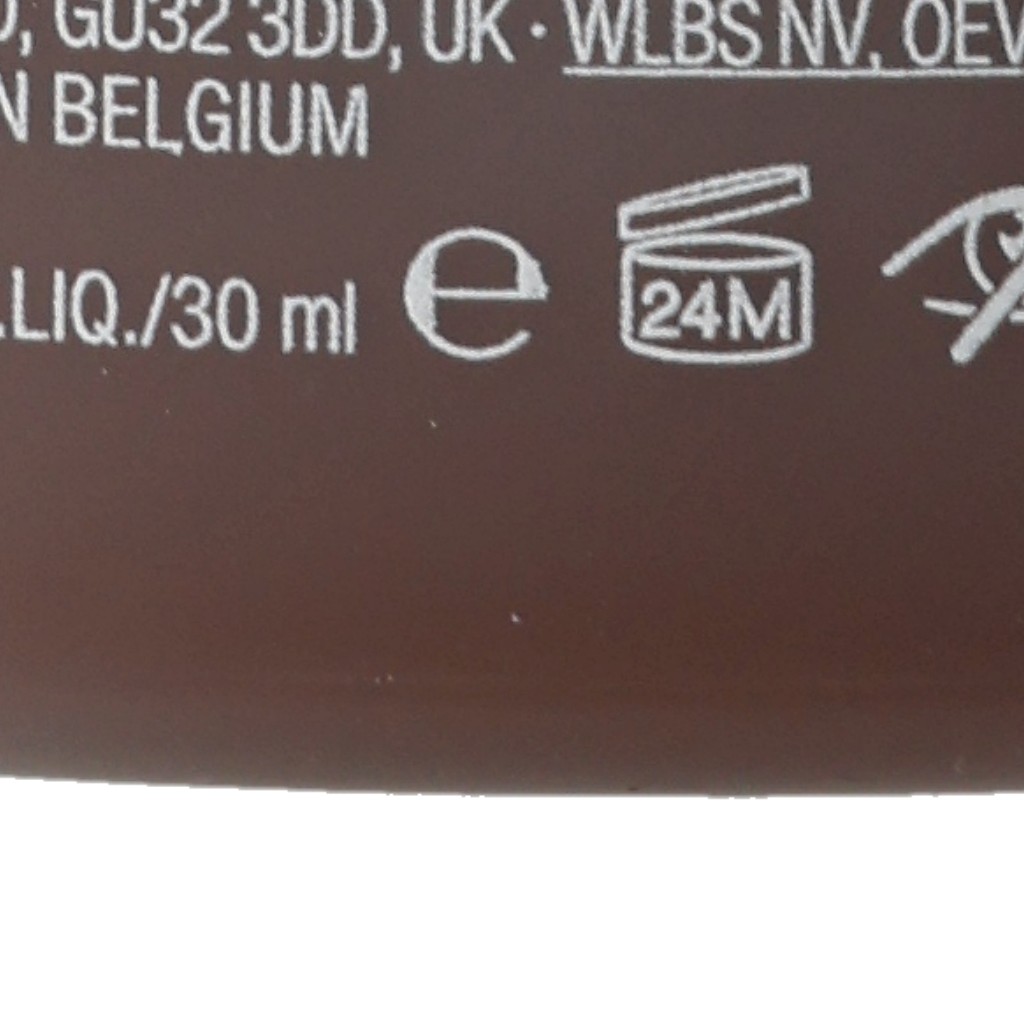 , GU32 3DD, UK · WLBS NV, OEV
N BELGIUM
.LIQ./30 ml ℮ 24M